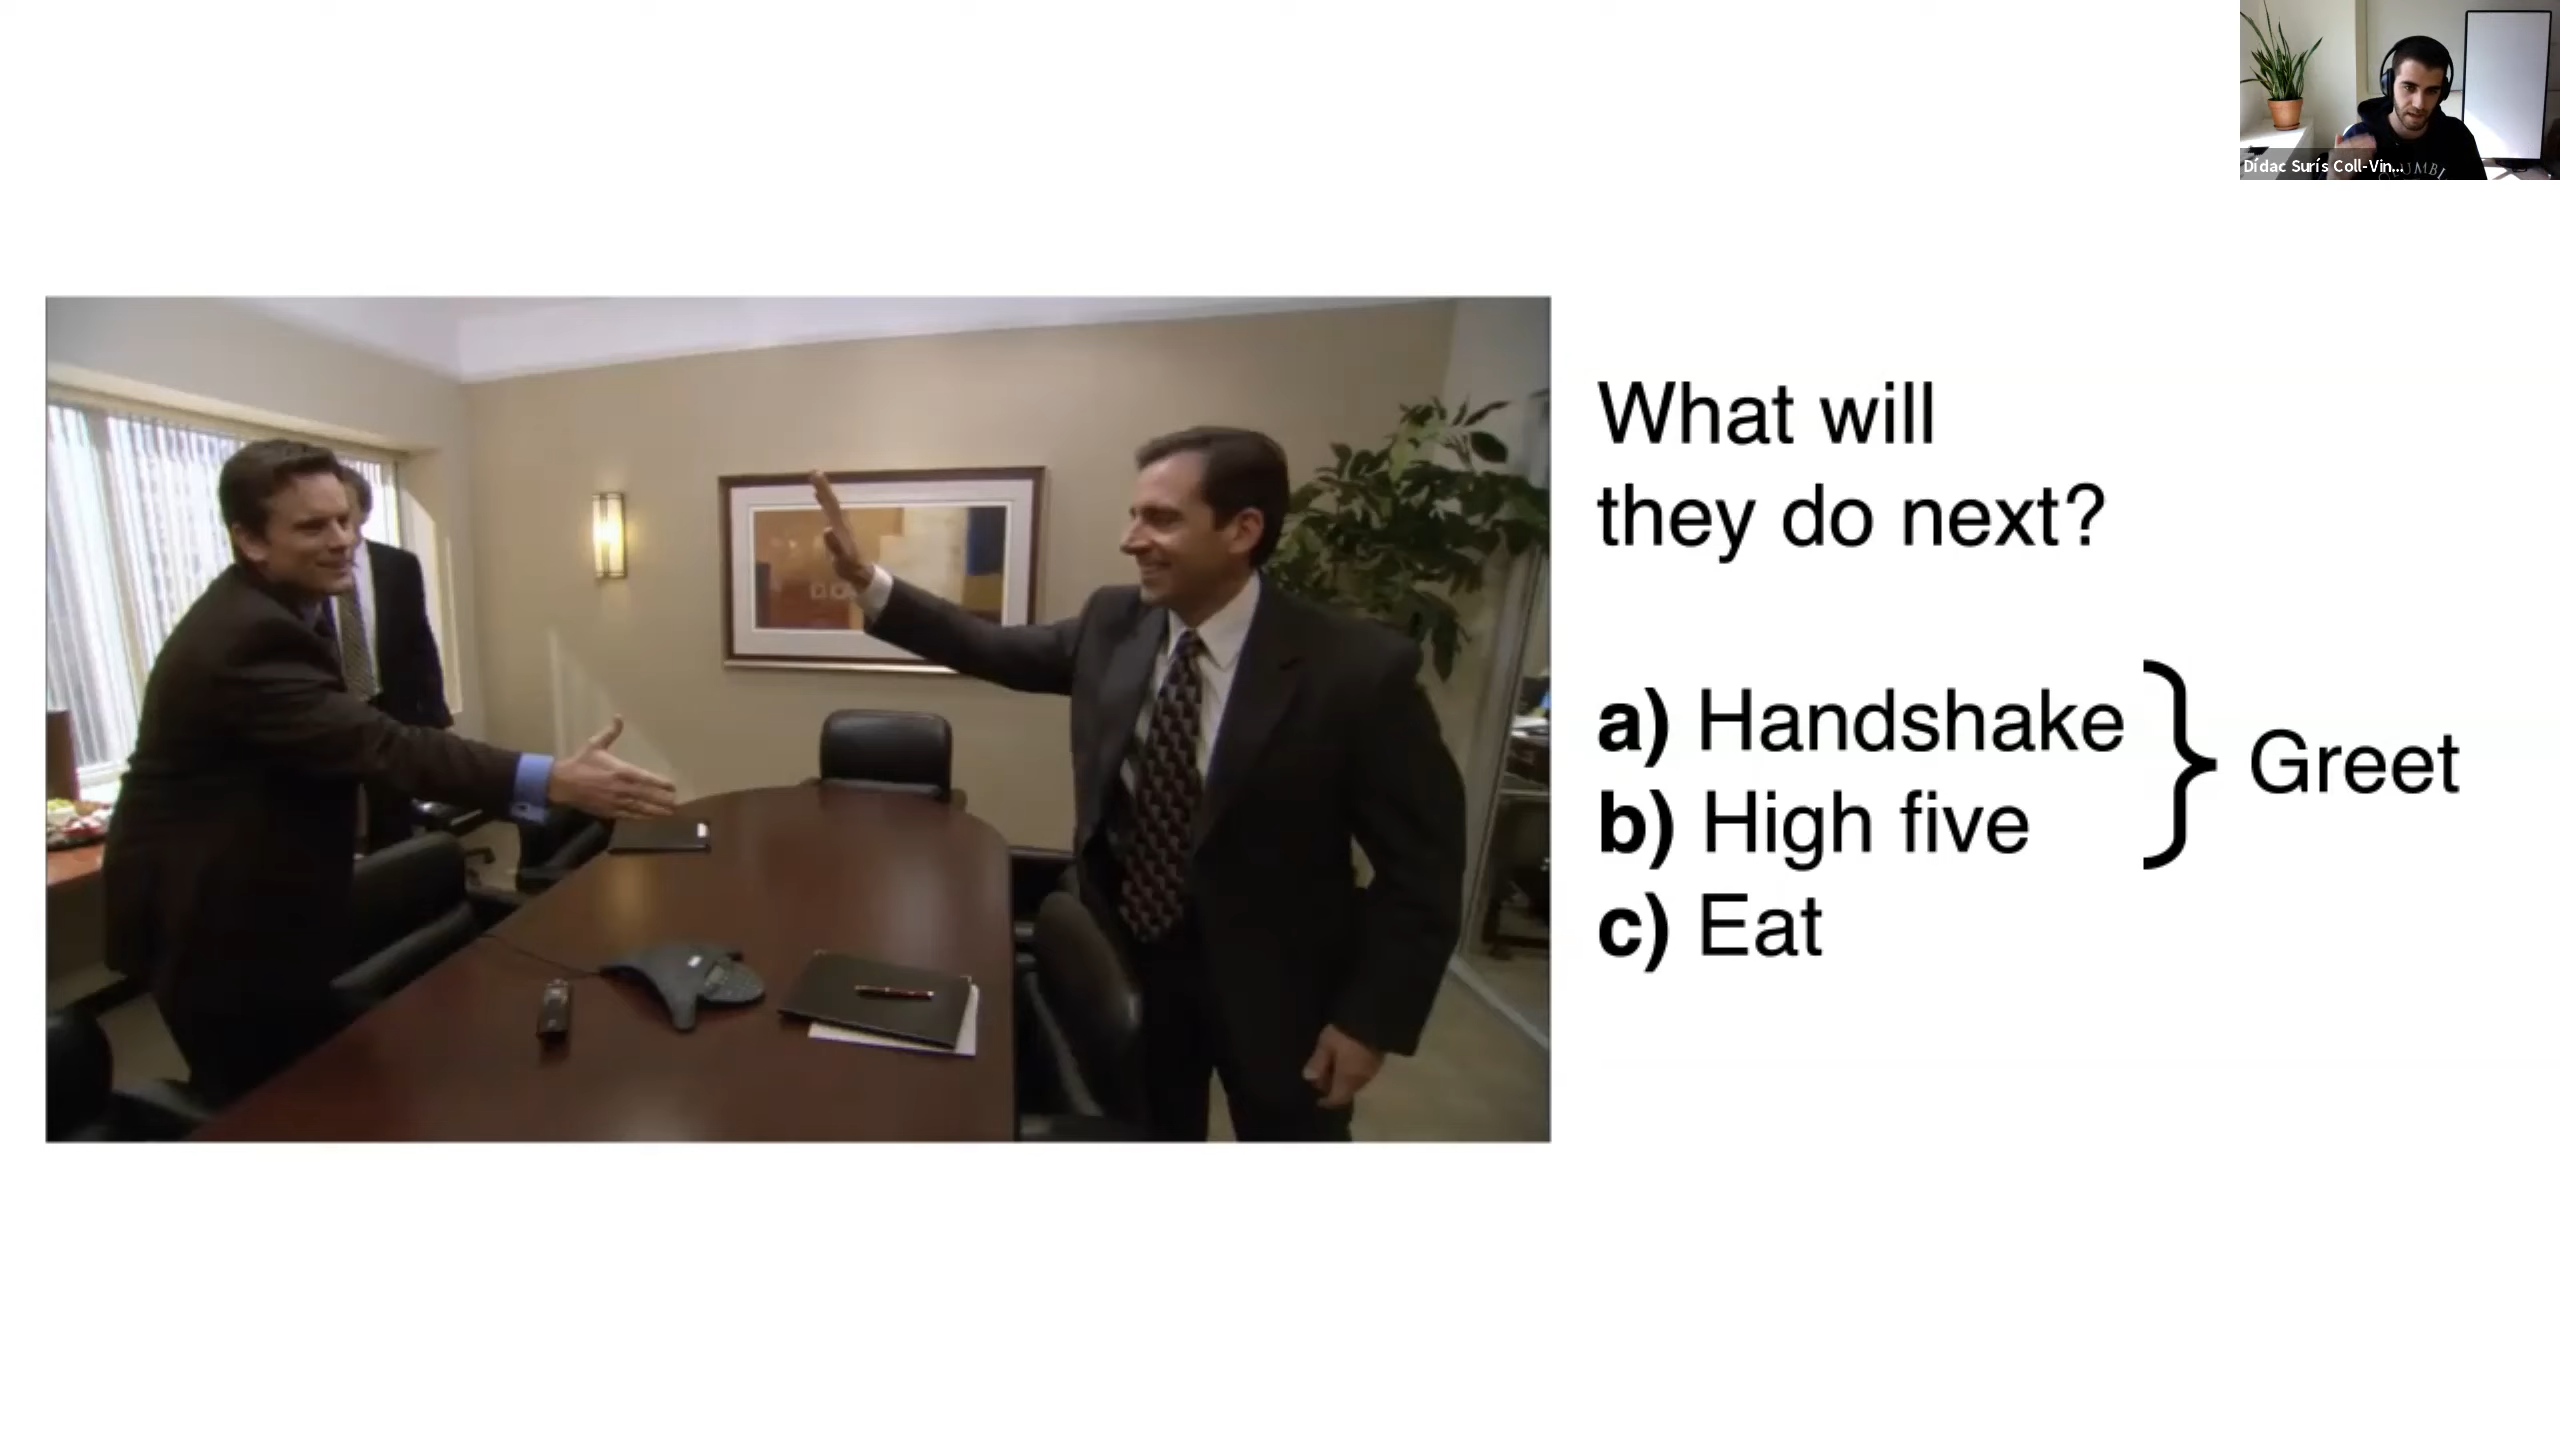 Dídac Surís Coll-Vin...
What will
they do next?
a) Handshake
b) High five
c) Eat
Greet